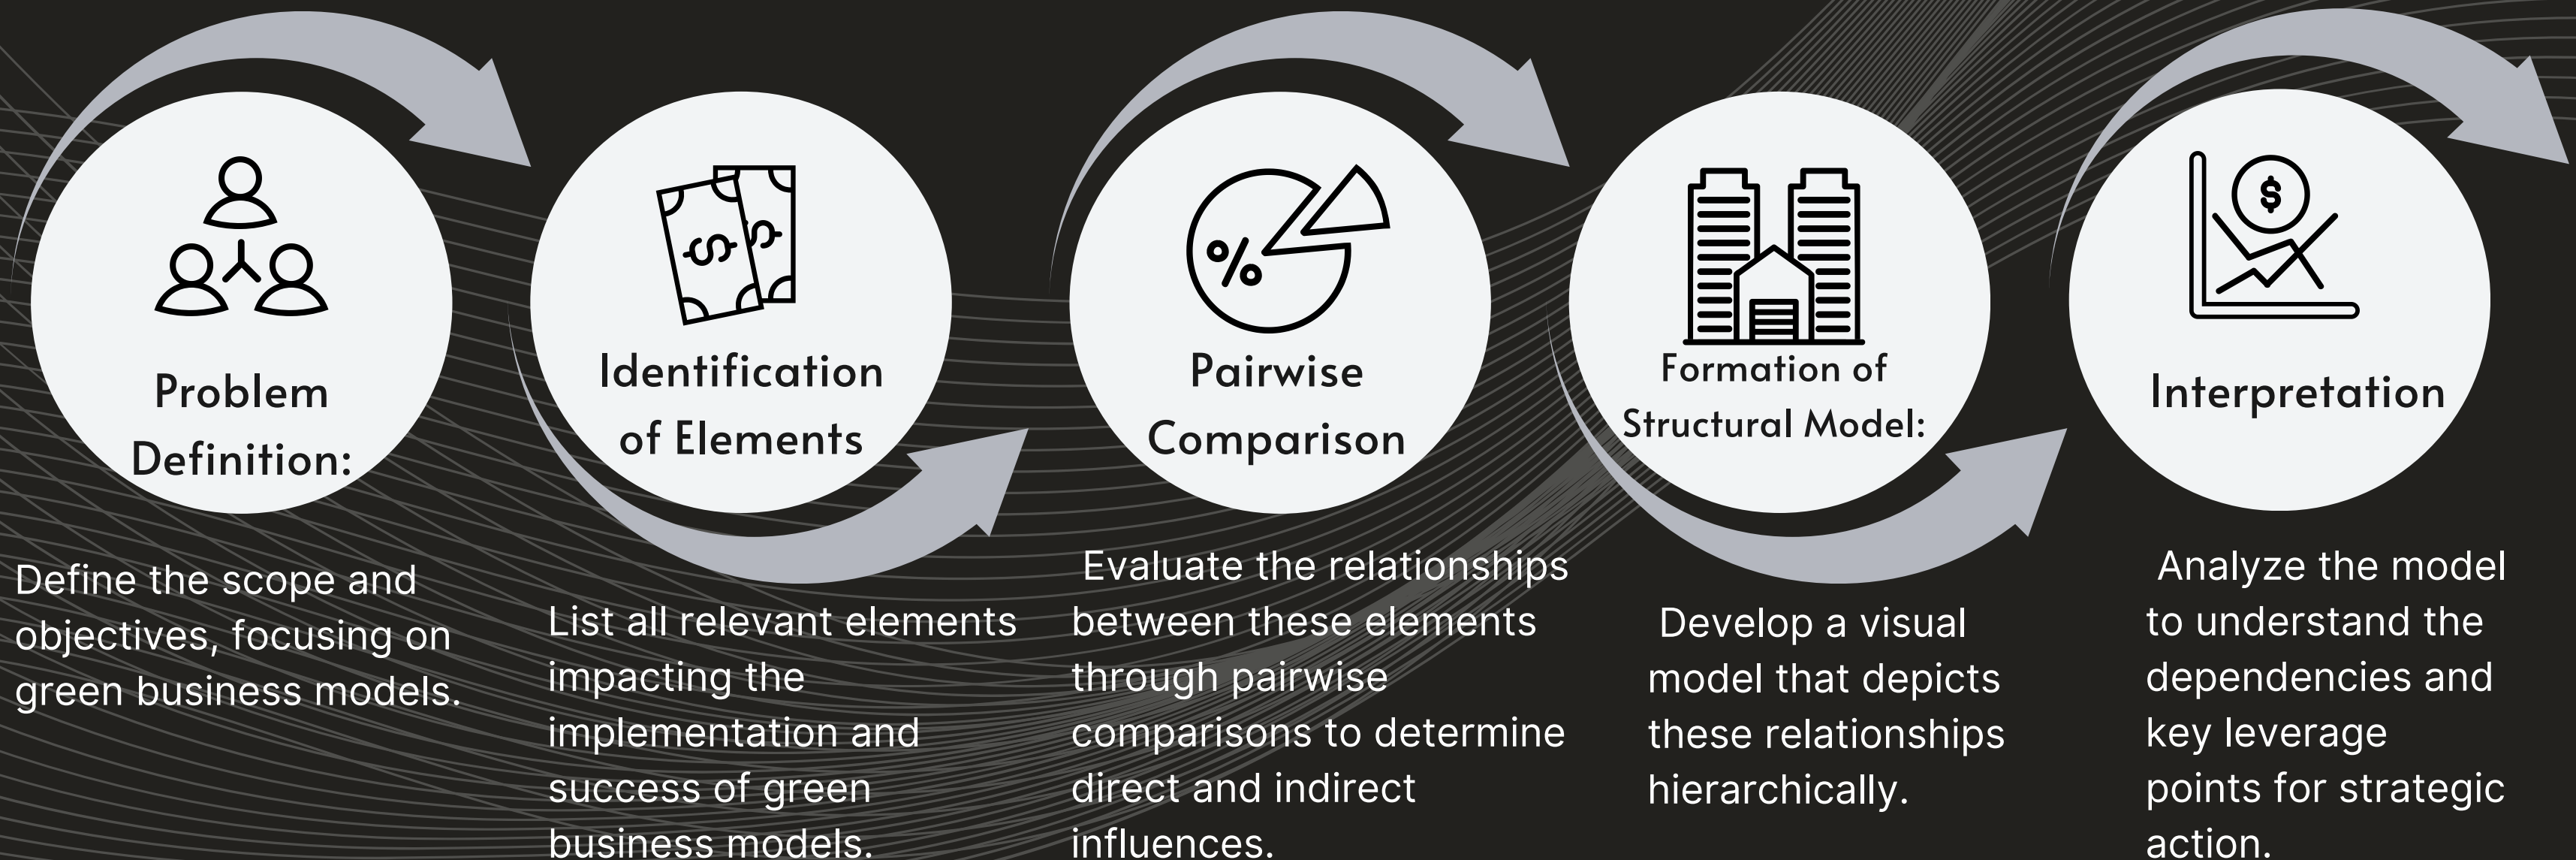 Problem
Definition:
Define the scope and
objectives, focusing on
green business models.
Identification
of Elements
List all relevant elements
impacting the
implementation and
success of green
business models.
%
Pairwise
Comparison
Evaluate the relationships
between these elements
through pairwise
comparisons to determine
direct and indirect
influences.
Formation of
Structural Model:
Develop a visual
model that depicts
these relationships
hierarchically.
$
Interpretation
Analyze the model
to understand the
dependencies and
key leverage
points for strategic
action.